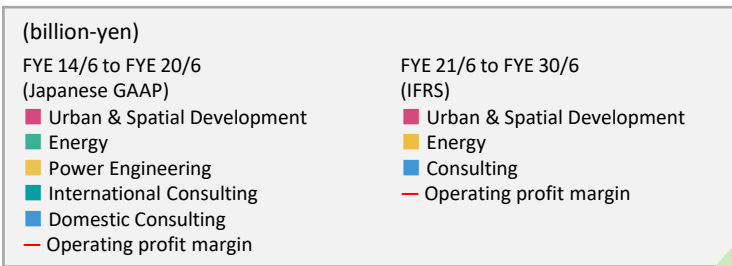 (billion-yen)
FYE 14/6 to FYE 20/6
(Japanese GAAP)
Urban & Spatial Development
Energy
Power Engineering
International Consulting
Domestic Consulting
Operating profit margin
FYE 21/6 to FYE 30/6
(IFRS)
Urban & Spatial Development
Energy
Consulting
Operating profit margin